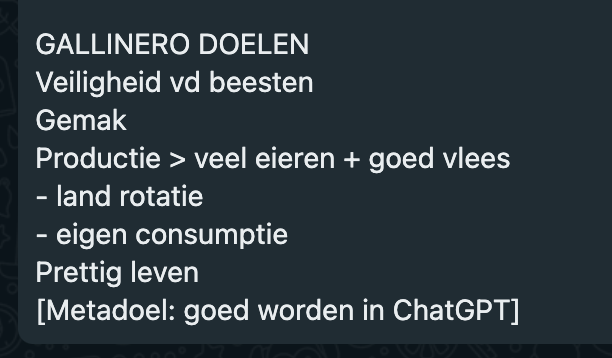 GALLINERO DOELEN
Veiligheid vd beesten
Gemak
Productie > veel eieren + goed vlees
- land rotatie
- eigen consumptie
Prettig leven
[Metadoel: goed worden in ChatGPT]